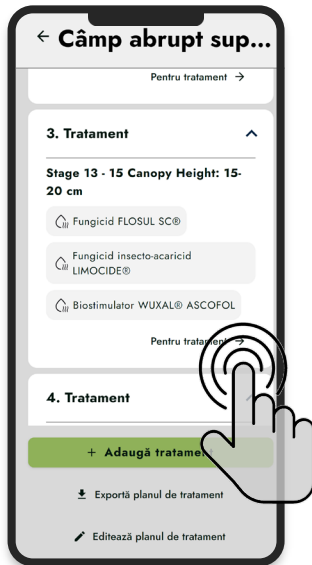 ← Câmp abrupt sup...
Pentru tratament →
3. Tratament
Stage 13 - 15 Canopy Height: 15-
20 cm
Fungicid FLOSUL SC®
Fungicid insecto-acaricid
LIMOCIDE®
Biostimulator WUXAL® ASCOFOL
Pentru tratament →
4. Tratament
+ Adaugă tratament
Exportă planul de tratament
Editează planul de tratament